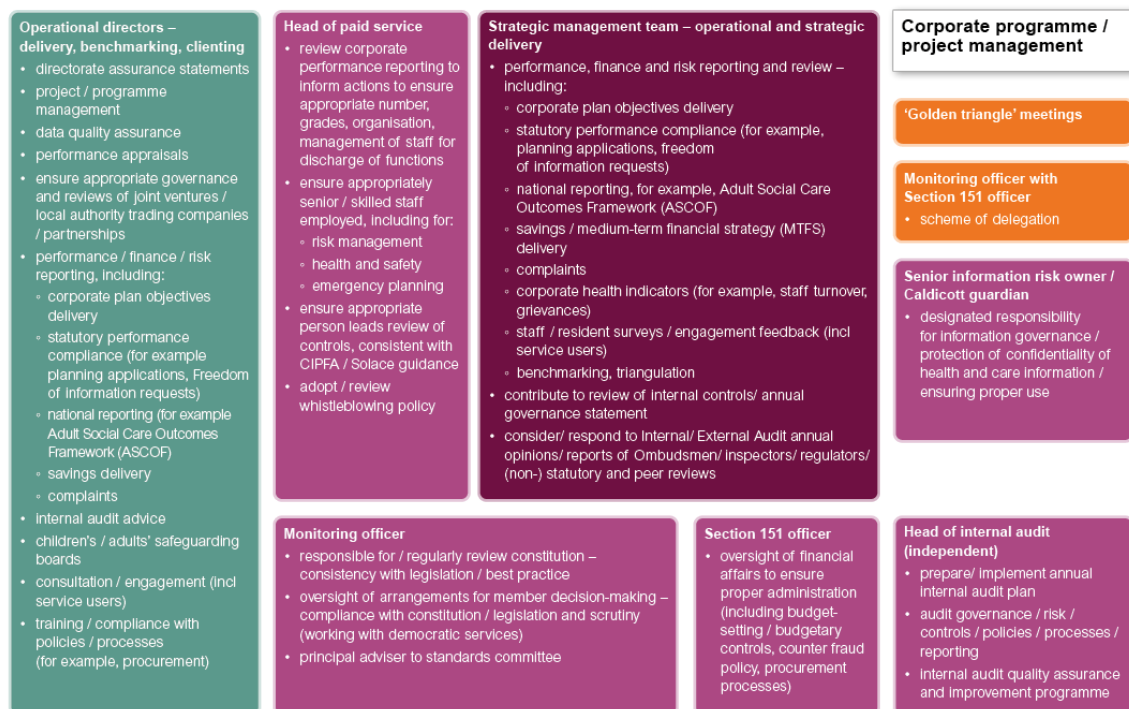 Operational directors –
delivery, benchmarking, clienting
• directorate assurance statements
• project / programme
management
• data quality assurance
• performance appraisals
• ensure appropriate governance
and reviews of joint ventures /
local authority trading companies
/ partnerships
• performance / finance / risk
reporting, including:
◦ corporate plan objectives
delivery
◦ statutory performance
compliance (for example
planning applications, Freedom
of information requests)
◦ national reporting (for example
Adult Social Care Outcomes
Framework (ASCOF)
◦ savings delivery
◦ complaints
• internal audit advice
• children's / adults' safeguarding
boards
• consultation / engagement (incl
service users)
• training / compliance with
policies / processes
(for example, procurement)
Head of paid service
• review corporate
performance reporting to
inform actions to ensure
appropriate number,
grades, organisation,
management of staff for
discharge of functions
• ensure appropriately
senior / skilled staff
employed, including for:
◦ risk management
◦ health and safety
◦ emergency planning
• ensure appropriate
person leads review of
controls, consistent with
CIPFA / Solace guidance
• adopt / review
whistleblowing policy
Strategic management team – operational and strategic
delivery
• performance, finance and risk reporting and review –
including:
◦ corporate plan objectives delivery
◦ statutory performance compliance (for example,
planning applications, freedom
of information requests)
◦ national reporting, for example, Adult Social Care
Outcomes Framework (ASCOF)
◦ savings / medium-term financial strategy (MTFS)
delivery
◦ complaints
◦ corporate health indicators (for example, staff turnover,
grievances)
◦ staff / resident surveys / engagement feedback (incl
service users)
◦ benchmarking, triangulation
• contribute to review of internal controls/ annual
governance statement
• consider/ respond to Internal/ External Audit annual
opinions/ reports of Ombudsmen/ inspectors/ regulators/
(non-) statutory and peer reviews
Corporate programme /
project management
'Golden triangle' meetings
Monitoring officer with
Section 151 officer
• scheme of delegation
Senior information risk owner /
Caldicott guardian
• designated responsibility
for information governance /
protection of confidentiality of
health and care information /
ensuring proper use
Monitoring officer
• responsible for / regularly review constitution –
consistency with legislation / best practice
• oversight of arrangements for member decision-making –
compliance with constitution / legislation and scrutiny
(working with democratic services)
• principal adviser to standards committee
Section 151 officer
• oversight of financial
affairs to ensure
proper administration
(including budget-
setting / budgetary
controls, counter fraud
policy, procurement
processes)
Head of internal audit
(independent)
• prepare/ implement annual
internal audit plan
• audit governance / risk /
controls / policies / processes /
reporting
• internal audit quality assurance
and improvement programme